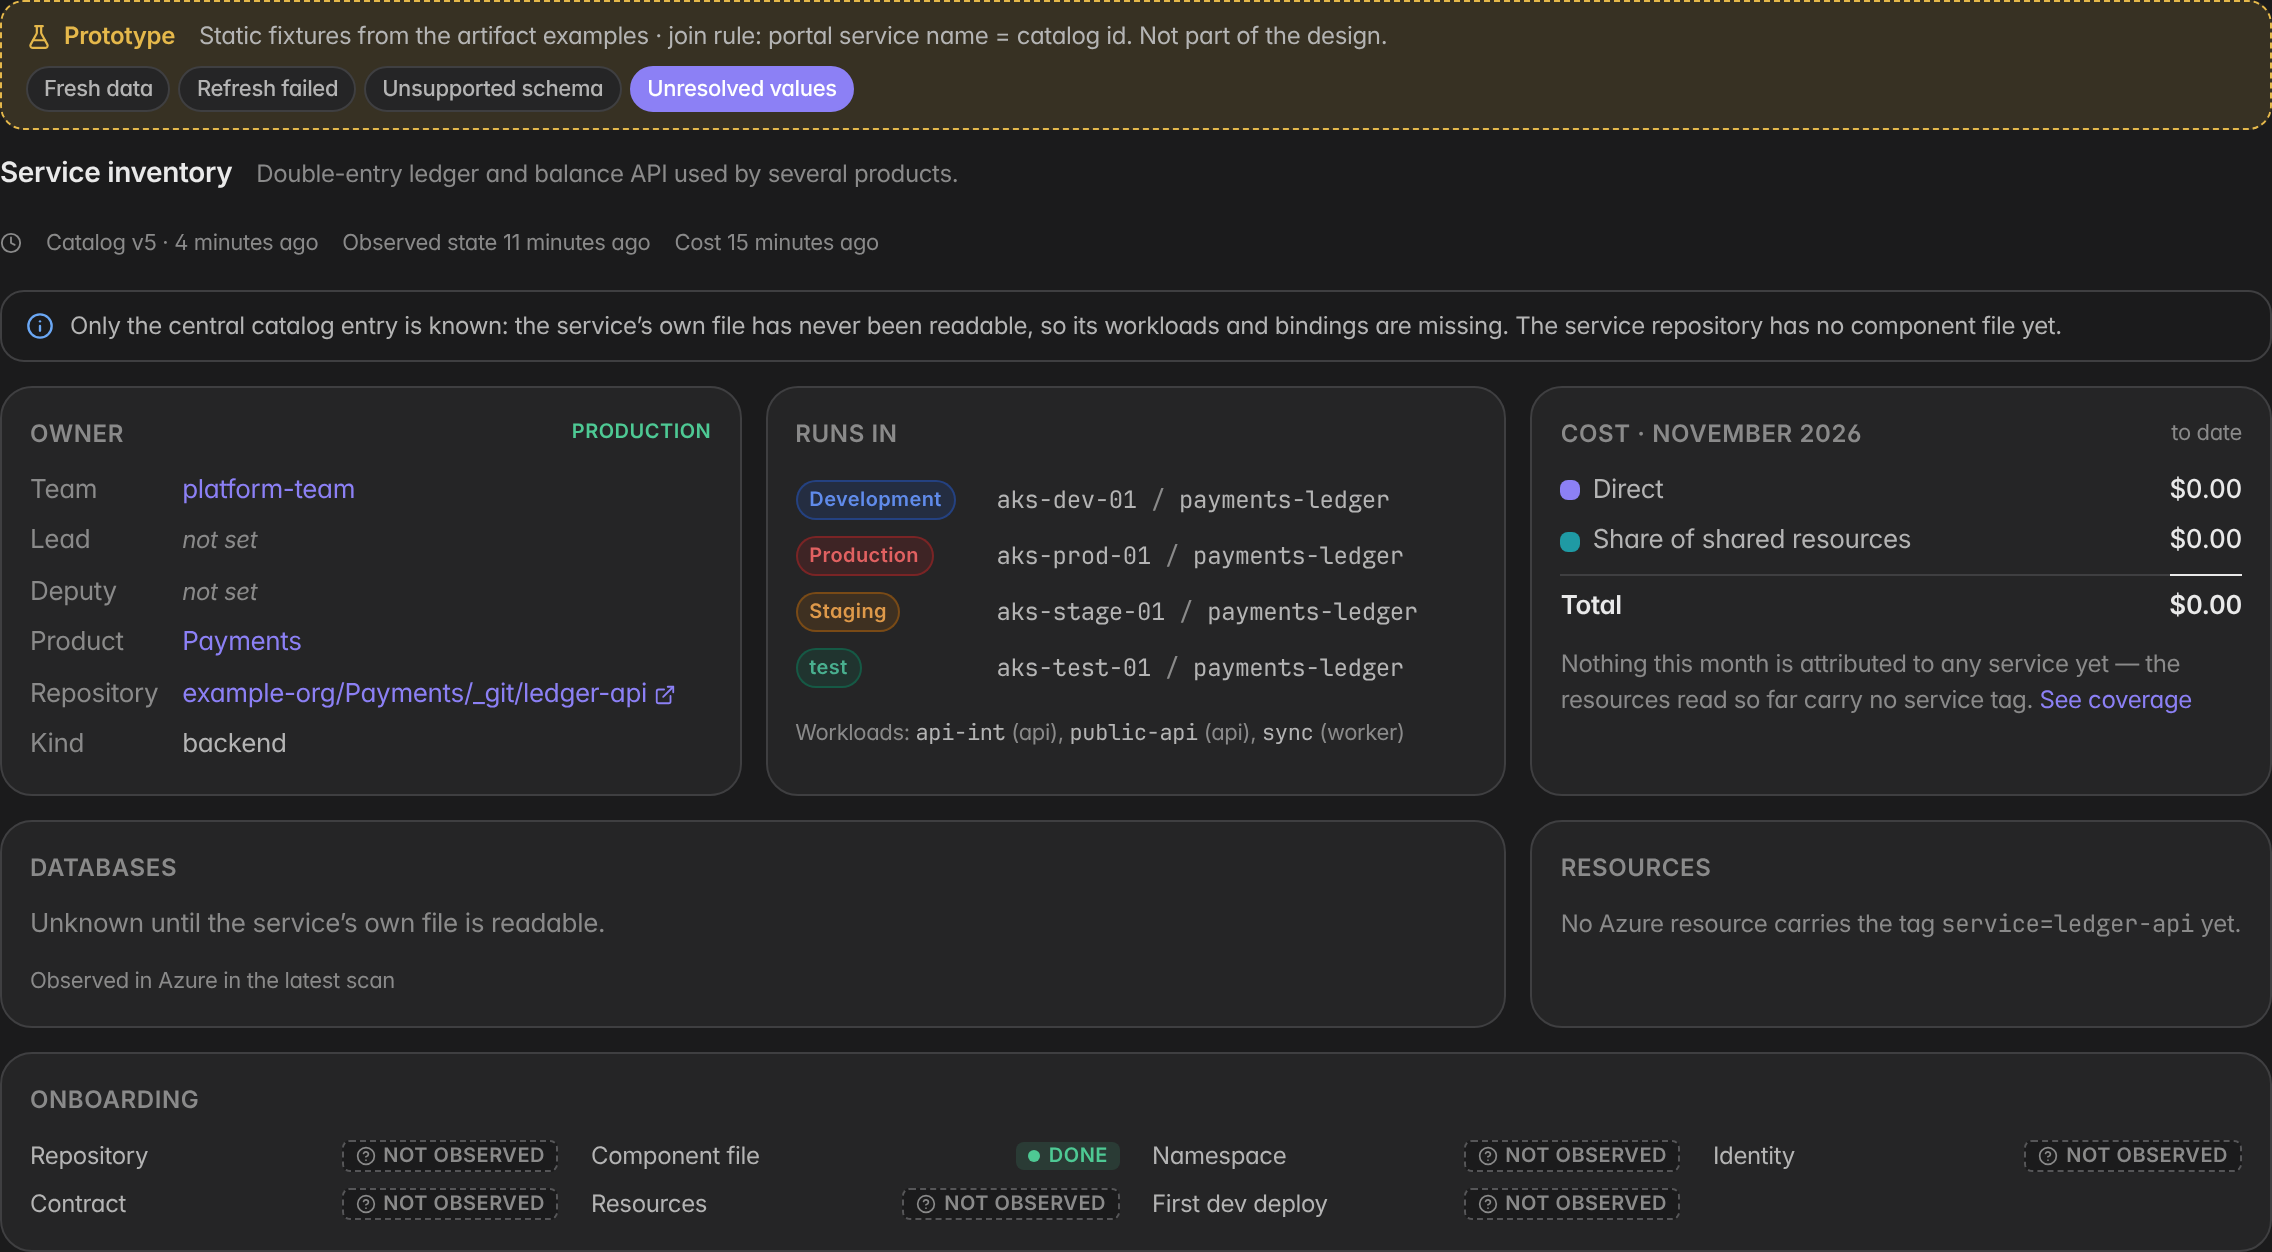 Prototype Static fixtures from the artifact examples · join rule: portal service name = catalog id. Not part of the design.
Fresh data Refresh failed Unsupported schema Unresolved values
Service inventory Double-entry ledger and balance API used by several products.
Catalog v5 · 4 minutes ago Observed state 11 minutes ago Cost 15 minutes ago
Only the central catalog entry is known: the service’s own file has never been readable, so its workloads and bindings are missing. The service repository has no component file yet.
OWNER PRODUCTION
Team platform-team
Lead not set
Deputy not set
Product Payments
Repository example-org/Payments/_git/ledger-api
Kind backend
RUNS IN
Development aks-dev-01 / payments-ledger
Production aks-prod-01 / payments-ledger
Staging aks-stage-01 / payments-ledger
test aks-test-01 / payments-ledger
Workloads: api-int (api), public-api (api), sync (worker)
COST · NOVEMBER 2026 to date
Direct $0.00
Share of shared resources $0.00
Total $0.00
Nothing this month is attributed to any service yet — the
resources read so far carry no service tag. See coverage
DATABASES
Unknown until the service’s own file is readable.
Observed in Azure in the latest scan
RESOURCES
No Azure resource carries the tag service=ledger-api yet.
ONBOARDING
Repository NOT OBSERVED Component file DONE Namespace NOT OBSERVED Identity NOT OBSERVED
Contract NOT OBSERVED Resources NOT OBSERVED First dev deploy NOT OBSERVED